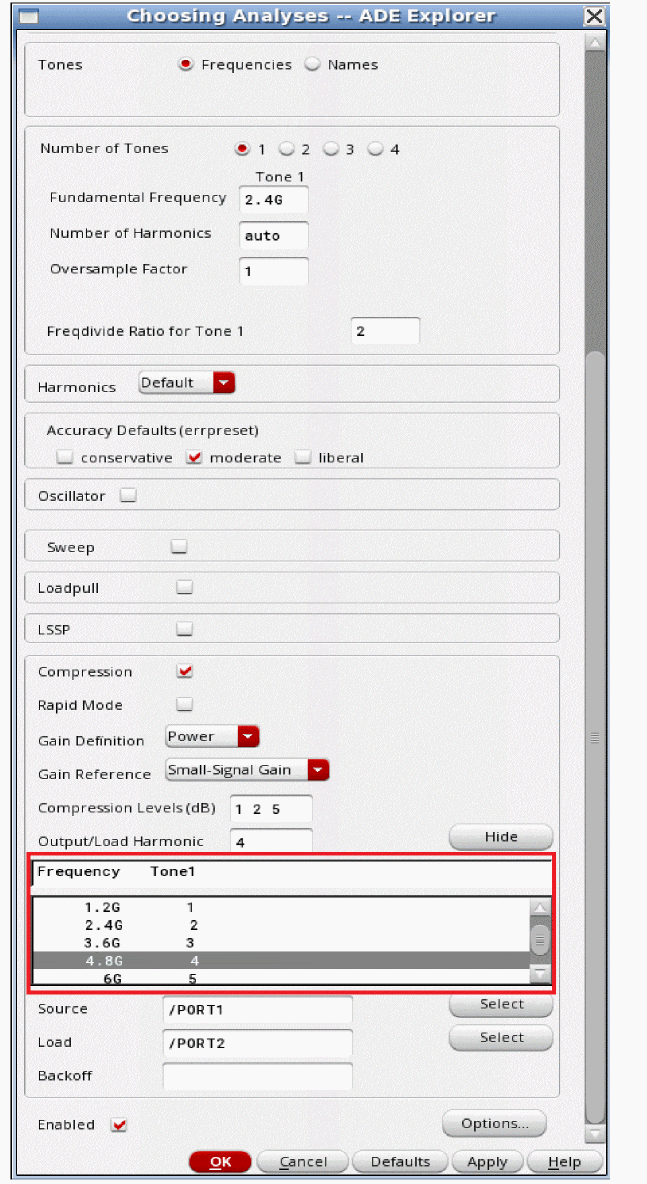 Choosing Analyses -- ADE Explorer
Tones Frequencies Names
Number of Tones 1 2 3 4
Tone 1
Fundamental Frequency 2.4G
Number of Harmonics auto
Oversample Factor 1
Freqdivide Ratio for Tone 1 2
Harmonics Default
Accuracy Defaults (errpreset)
conservative moderate liberal
Oscillator
Sweep
Loadpull
LSSP
Compression
Rapid Mode
Gain Definition Power
Gain Reference Small-Signal Gain
Compression Levels (dB) 1 2 5
Output/Load Harmonic 4 Hide
Frequency Tone1
1.2G 1
2.4G 2
3.6G 3
4.8G 4
6G 5
Source /PORT1 Select
Load /PORT2 Select
Backoff
Enabled Options...
OK Cancel Defaults Apply Help